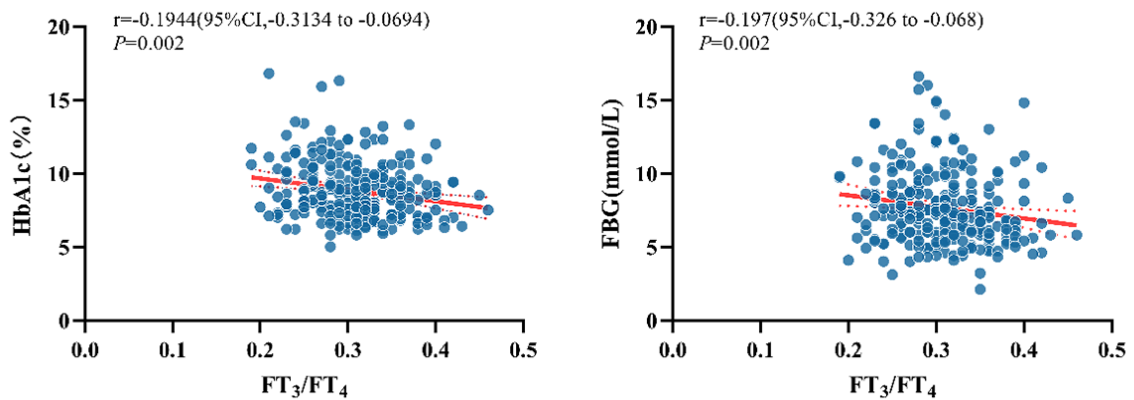 r=-0.1944(95%CI,-0.3134 to -0.0694)
P=0.002
HbA1c (%)
20
15
10
5
0
0.0 0.1 0.2 0.3 0.4 0.5
FT₃/FT₄
r=-0.197(95%CI,-0.326 to -0.068)
P=0.002
FBG(mmol/L)
20
15
10
5
0
0.0 0.1 0.2 0.3 0.4 0.5
FT₃/FT₄